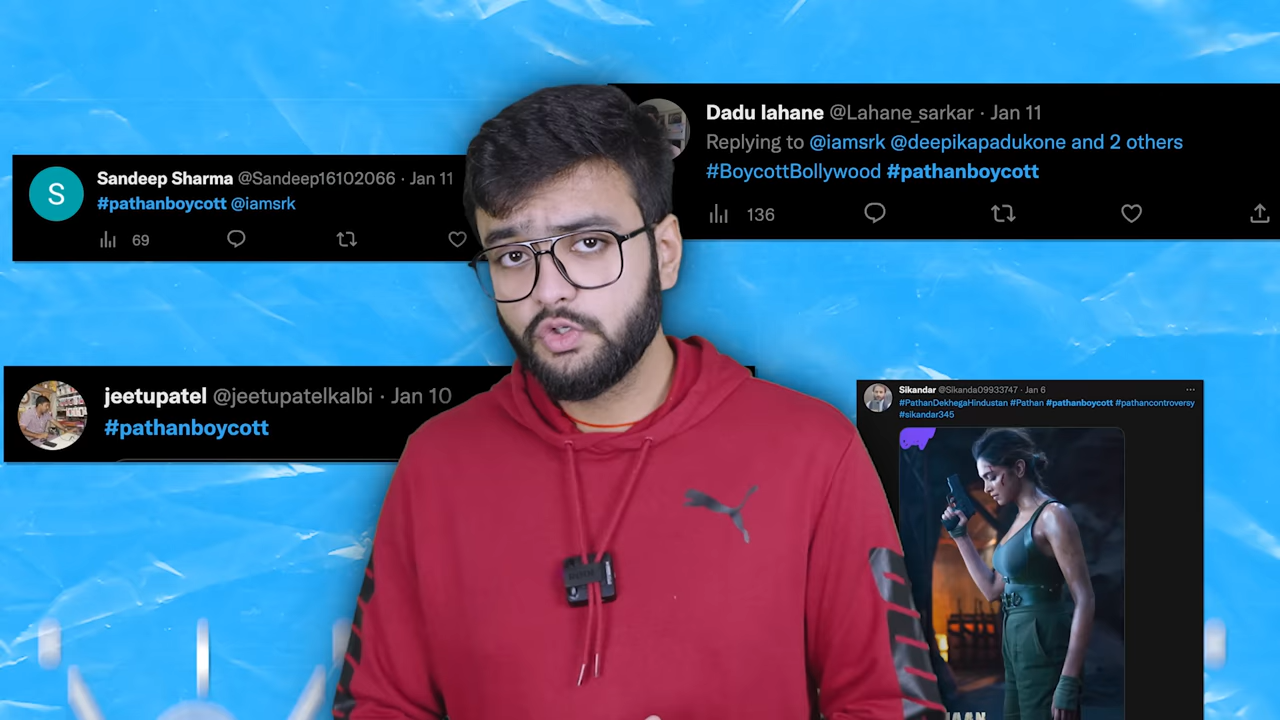 Dadu lahane @Lahane_sarkar · Jan 11
Replying to @iamsrk @deepikapadukone and 2 others
#BoycottBollywood #pathanboycott
136
S
Sandeep Sharma @Sandeep16102066 · Jan 11
#pathanboycott @iamsrk
69
jeetupatel @jeetupatelkalbi · Jan 10
#pathanboycott
Sikandar @Sikanda09933747 · Jan 6
#PathanDekhegaHindustan #Pathan #pathanboycott #pathancontroversy
#sikandar345